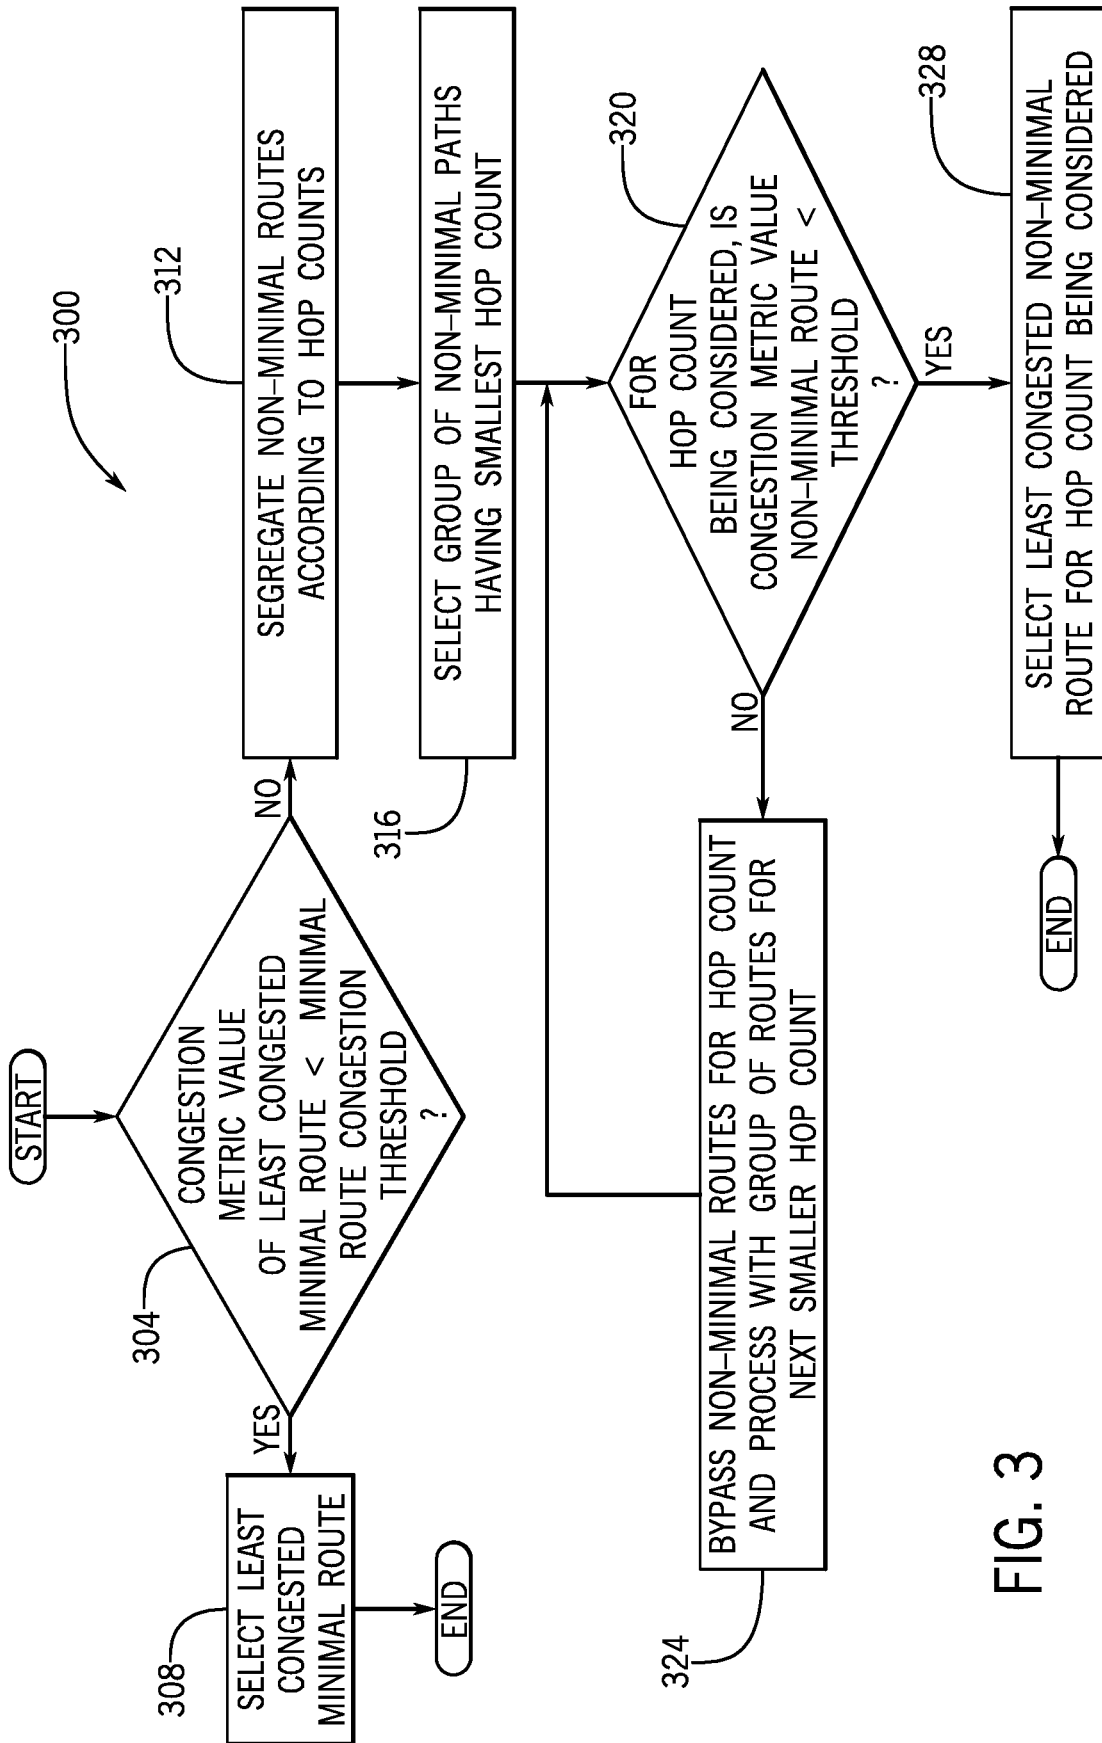 300
START
304
CONGESTION
METRIC VALUE
OF LEAST CONGESTED
MINIMAL ROUTE < MINIMAL
ROUTE CONGESTION
THRESHOLD
?
YES
NO
308
SELECT LEAST
CONGESTED
MINIMAL ROUTE
END
312
SEGREGATE NON-MINIMAL ROUTES
ACCORDING TO HOP COUNTS
316
SELECT GROUP OF NON-MINIMAL PATHS
HAVING SMALLEST HOP COUNT
320
FOR
HOP COUNT
BEING CONSIDERED, IS
CONGESTION METRIC VALUE
NON-MINIMAL ROUTE <
THRESHOLD
?
NO
YES
324
BYPASS NON-MINIMAL ROUTES FOR HOP COUNT
AND PROCESS WITH GROUP OF ROUTES FOR
NEXT SMALLER HOP COUNT
328
SELECT LEAST CONGESTED NON-MINIMAL
ROUTE FOR HOP COUNT BEING CONSIDERED
END
FIG. 3